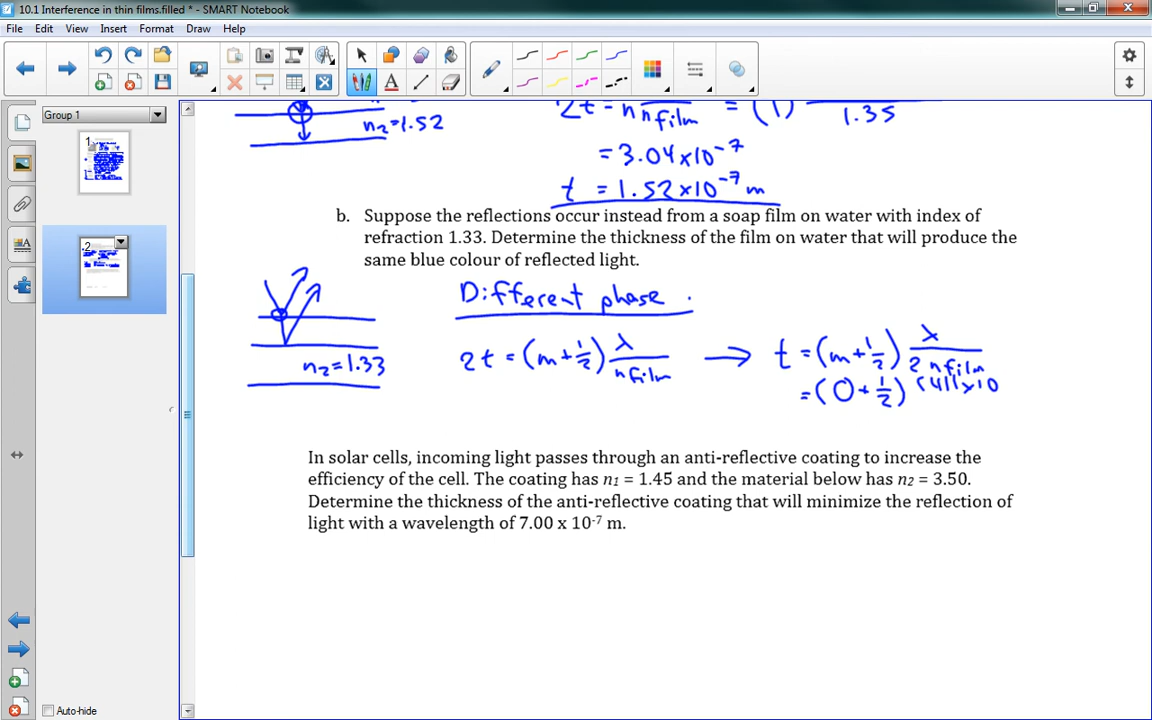 10.1 Interference in thin films.filled * - SMART Notebook
File Edit View Insert Format Draw Help
Group 1
1
2
n2=1.52
2t = n
n film
= (1)
1.35
= 3.04x10-7
t = 1.52x10-7 m
b. Suppose the reflections occur instead from a soap film on water with index of
refraction 1.33. Determine the thickness of the film on water that will produce the
same blue colour of reflected light.
Different phase.
n2=1.33
2t = (m+1/2) λ/n film → t = (m+1/2) λ/2 n film
= (0+1/2) (411x10
In solar cells, incoming light passes through an anti-reflective coating to increase the
efficiency of the cell. The coating has n1 = 1.45 and the material below has n2 = 3.50.
Determine the thickness of the anti-reflective coating that will minimize the reflection of
light with a wavelength of 7.00 x 10-7 m.
Auto-hide